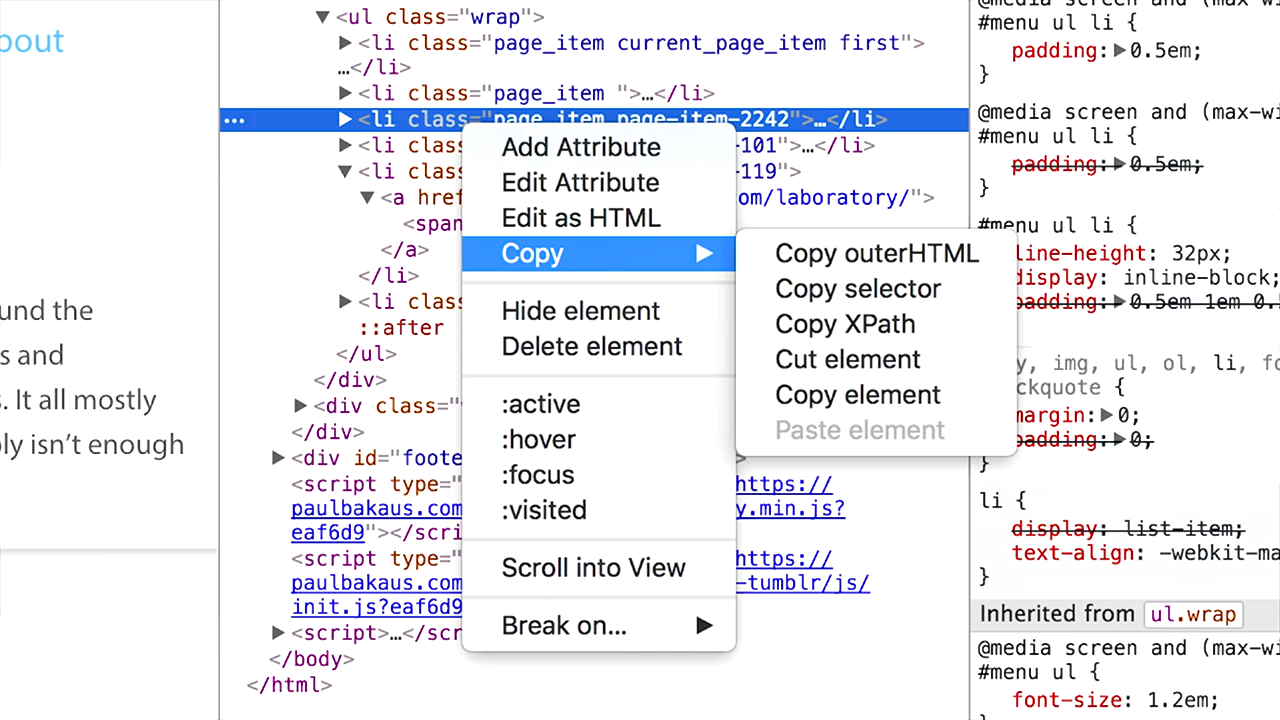 bout
und the
s and
s. It all mostly
bly isn’t enough
▼<ul class="wrap">
▶<li class="page_item current_page_item first">
…</li>
▶<li class="page_item ">…</li>
▶<li class="page_item page-item-2242">…</li>
▶<li class -101">…</li>
▼<li class -119">
▼<a href om/laboratory/">
<span
</a>
</li>
▶<li class
::after
</ul>
</div>
▶<div class="
</div>
▶<div id="foote >
<script type=" https://
paulbakaus.com y.min.js?
eaf6d9"></scri
<script type=" https://
paulbakaus.com -tumblr/js/
init.js?eaf6d9
▶<script>…</scr
</body>
</html>
Add Attribute
Edit Attribute
Edit as HTML
Copy ▶
Hide element
Delete element
:active
:hover
:focus
:visited
Scroll into View
Break on... ▶
Copy outerHTML
Copy selector
Copy XPath
Cut element
Copy element
Paste element
@media screen and (max-wi
#menu ul li {
padding:▶0.5em;
}
@media screen and (max-wi
#menu ul li {
padding:▶0.5em;
}
#menu ul li {
line-height: 32px;
display: inline-block;
padding:▶0.5em 1em 0.5
}
y, img, ul, ol, li, fo
ckquote {
margin:▶0;
padding:▶0;
}
li {
display: list-item;
text-align: -webkit-ma
}
Inherited from ul.wrap
@media screen and (max-wi
#menu ul {
font-size: 1.2em;